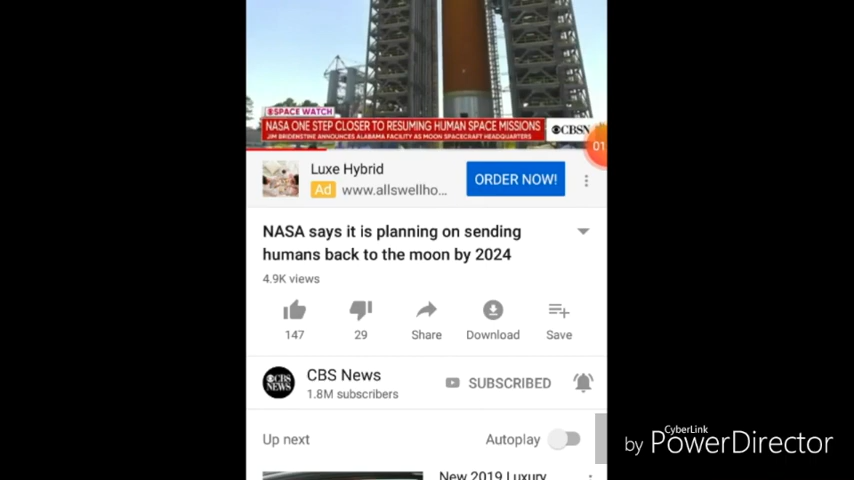 SPACE WATCH
NASA ONE STEP CLOSER TO RESUMING HUMAN SPACE MISSIONS
JIM BRIDENSTINE ANNOUNCES ALABAMA FACILITY AS MOON SPACECRAFT HEADQUARTERS
CBSN
01
Luxe Hybrid
Ad www.allswellho...
ORDER NOW!
NASA says it is planning on sending
humans back to the moon by 2024
4.9K views
147
29
Share
Download
Save
CBS NEWS
CBS News
1.8M subscribers
SUBSCRIBED
Up next
Autoplay
New 2019 Luxury
by CyberLink PowerDirector